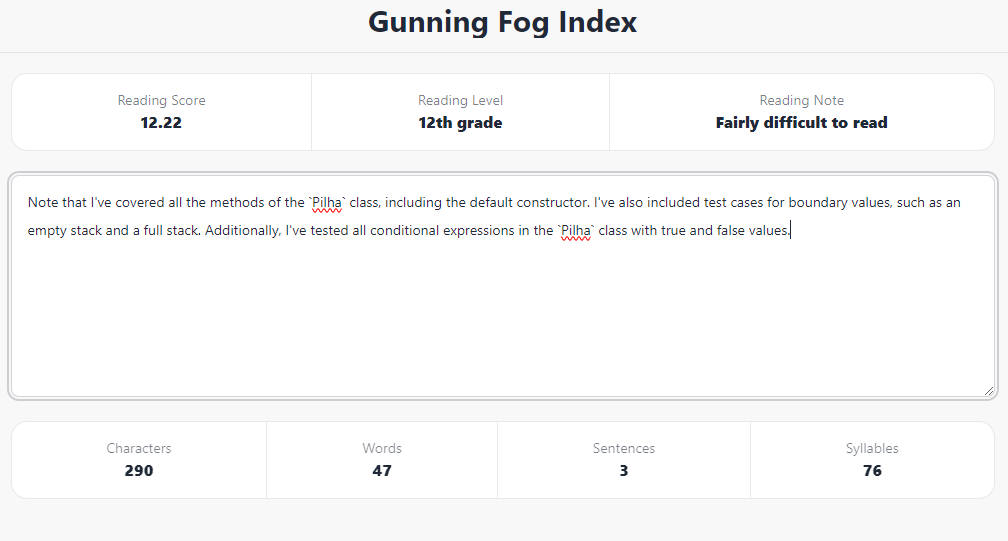 Gunning Fog Index
Reading Score
12.22
Reading Level
12th grade
Reading Note
Fairly difficult to read
Note that I've covered all the methods of the `Pilha` class, including the default constructor. I've also included test cases for boundary values, such as an
empty stack and a full stack. Additionally, I've tested all conditional expressions in the `Pilha` class with true and false values.
Characters
290
Words
47
Sentences
3
Syllables
76